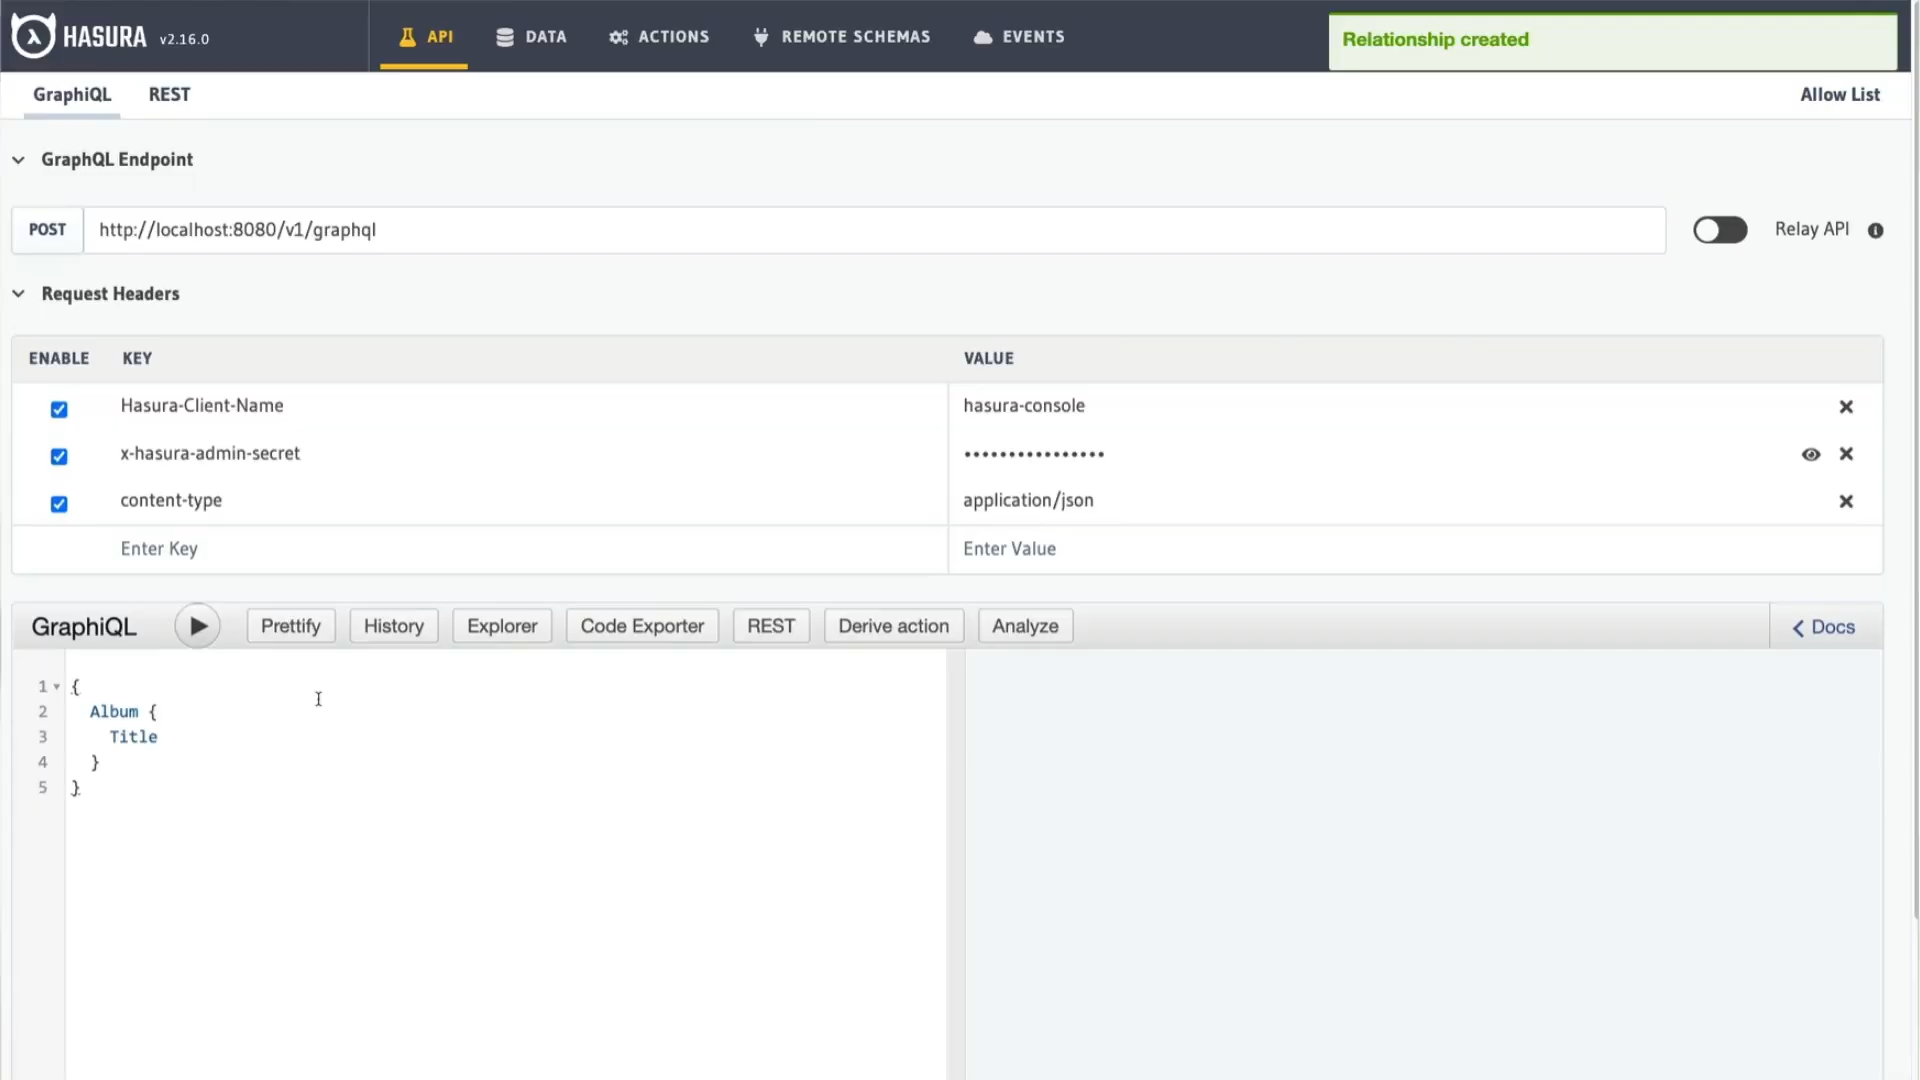 HASURA v2.16.0 API DATA ACTIONS REMOTE SCHEMAS EVENTS
Relationship created
GraphiQL REST Allow List
GraphQL Endpoint
POST http://localhost:8080/v1/graphql Relay API
Request Headers
ENABLE KEY VALUE
Hasura-Client-Name hasura-console
x-hasura-admin-secret ••••••••••••••••
content-type application/json
Enter Key Enter Value
GraphiQL Prettify History Explorer Code Exporter REST Derive action Analyze Docs
1 {
2 Album {
3 Title
4 }
5 }